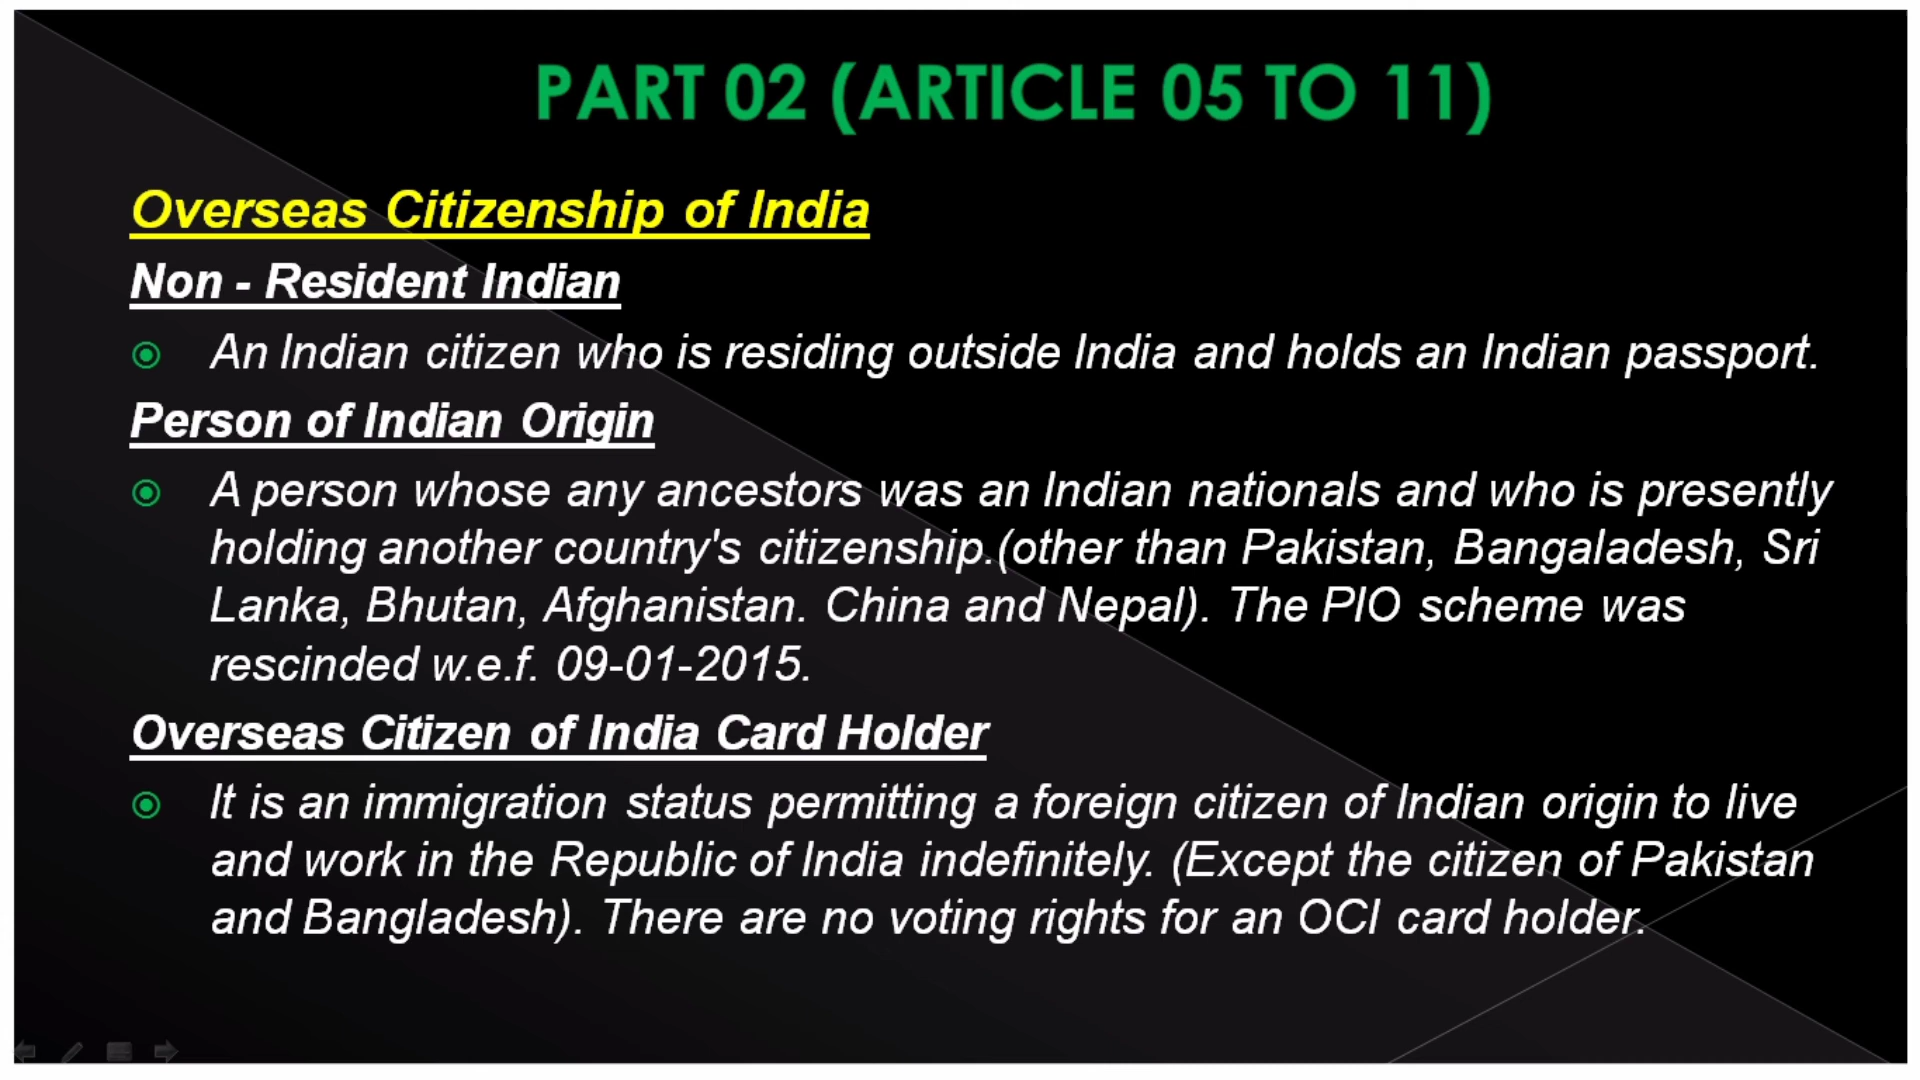 PART 02 (ARTICLE 05 TO 11)
Overseas Citizenship of India
Non - Resident Indian
An Indian citizen who is residing outside India and holds an Indian passport.
Person of Indian Origin
A person whose any ancestors was an Indian nationals and who is presently
holding another country's citizenship.(other than Pakistan, Bangaladesh, Sri
Lanka, Bhutan, Afghanistan. China and Nepal). The PIO scheme was
rescinded w.e.f. 09-01-2015.
Overseas Citizen of India Card Holder
It is an immigration status permitting a foreign citizen of Indian origin to live
and work in the Republic of India indefinitely. (Except the citizen of Pakistan
and Bangladesh). There are no voting rights for an OCI card holder.